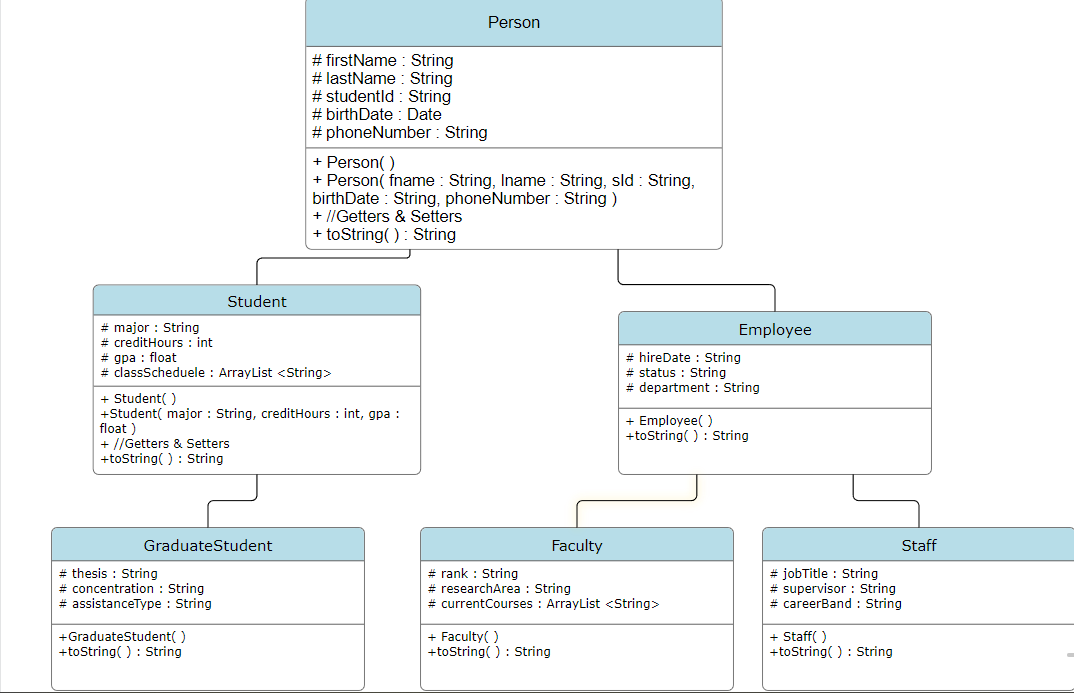 Person
# firstName : String
# lastName : String
# studentId : String
# birthDate : Date
# phoneNumber : String
+ Person( )
+ Person( fname : String, lname : String, sId : String,
birthDate : String, phoneNumber : String )
+ //Getters & Setters
+ toString( ) : String
Student
# major : String
# creditHours : int
# gpa : float
# classScheduele : ArrayList <String>
+ Student( )
+Student( major : String, creditHours : int, gpa :
float )
+ //Getters & Setters
+toString( ) : String
Employee
# hireDate : String
# status : String
# department : String
+ Employee( )
+toString( ) : String
GraduateStudent
# thesis : String
# concentration : String
# assistanceType : String
+GraduateStudent( )
+toString( ) : String
Faculty
# rank : String
# researchArea : String
# currentCourses : ArrayList <String>
+ Faculty( )
+toString( ) : String
Staff
# jobTitle : String
# supervisor : String
# careerBand : String
+ Staff( )
+toString( ) : String